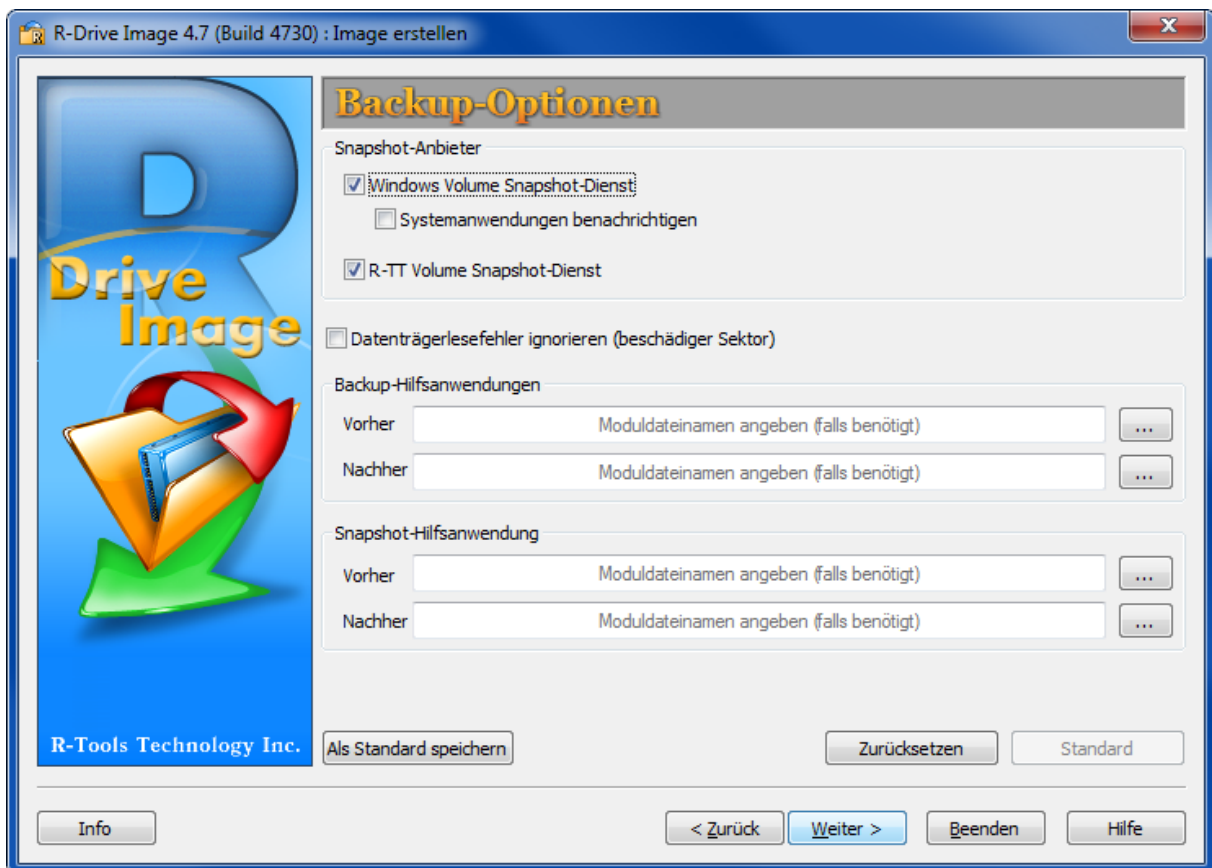 R-Drive Image 4.7 (Build 4730) : Image erstellen
R
Drive
Image
R-Tools Technology Inc.
Backup-Optionen
Snapshot-Anbieter
Windows Volume Snapshot-Dienst
Systemanwendungen benachrichtigen
R-TT Volume Snapshot-Dienst
Datenträgerlesefehler ignorieren (beschädiger Sektor)
Backup-Hilfsanwendungen
Vorher Moduldateinamen angeben (falls benötigt) ...
Nachher Moduldateinamen angeben (falls benötigt) ...
Snapshot-Hilfsanwendung
Vorher Moduldateinamen angeben (falls benötigt) ...
Nachher Moduldateinamen angeben (falls benötigt) ...
Als Standard speichern Zurücksetzen Standard
Info < Zurück Weiter > Beenden Hilfe